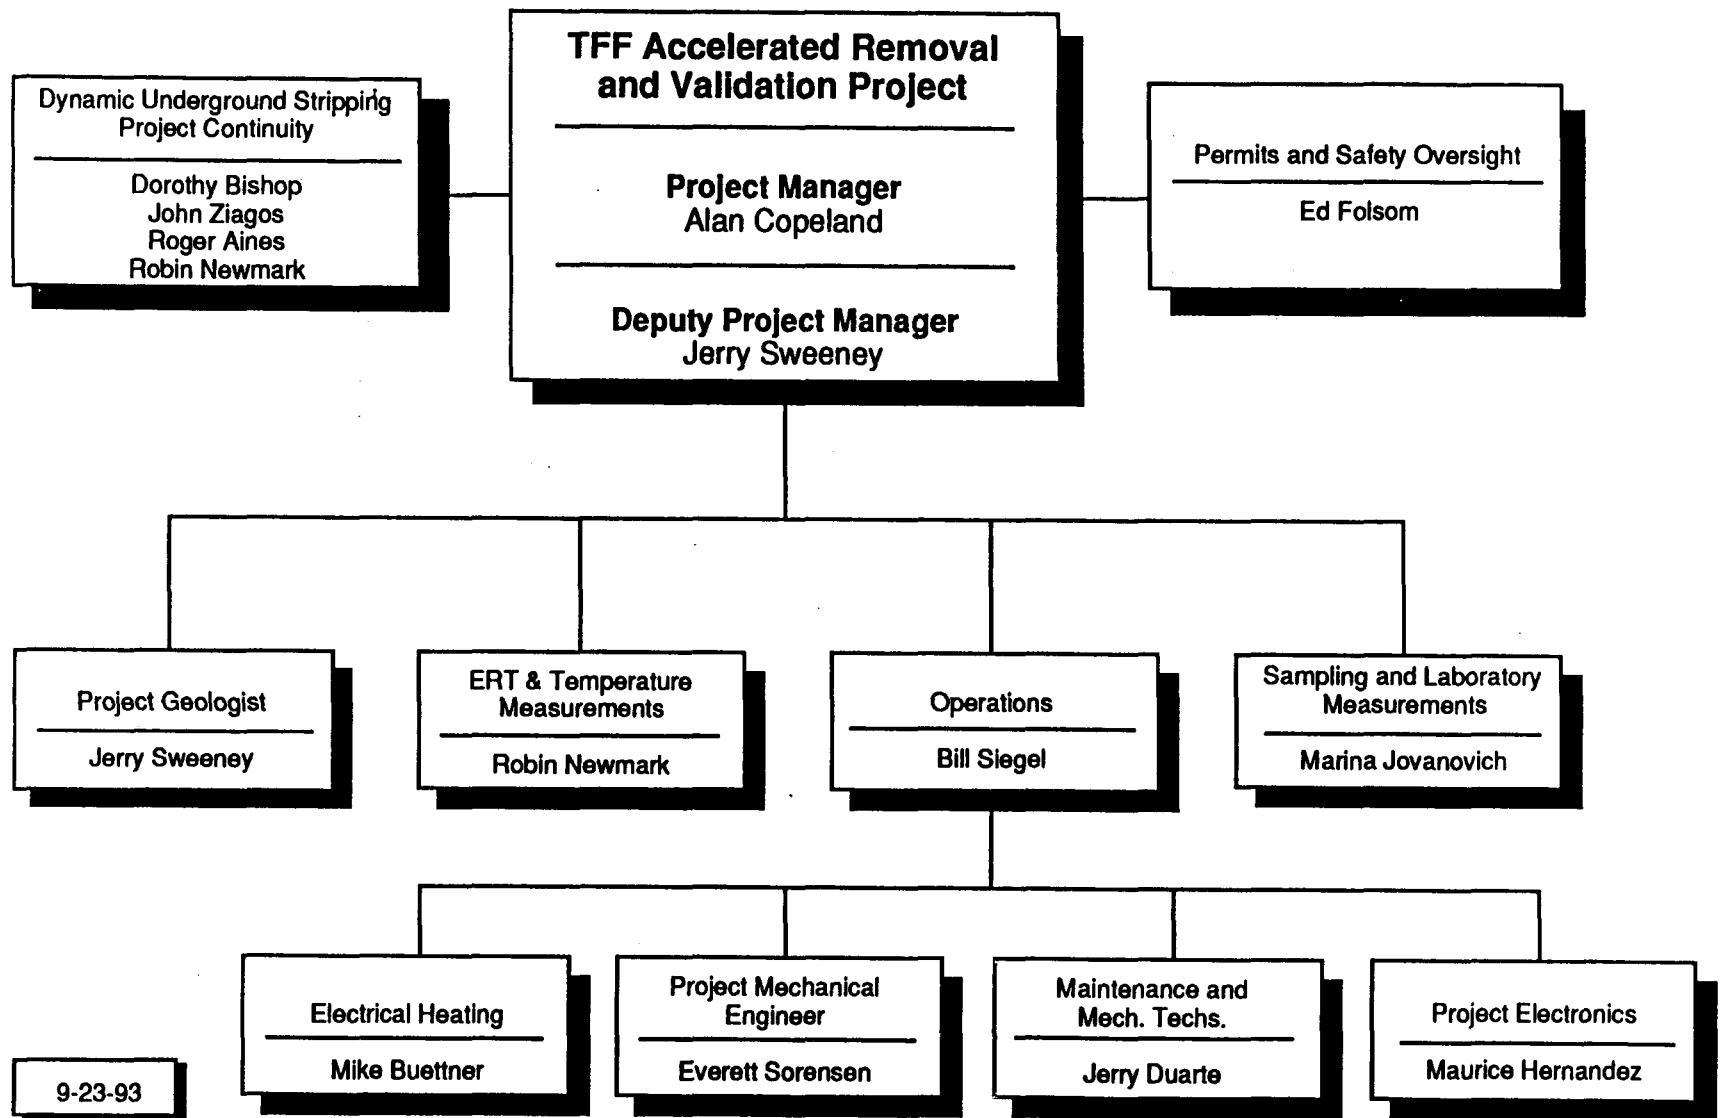 TFF Accelerated Removal
and Validation Project
Project Manager
Alan Copeland
Deputy Project Manager
Jerry Sweeney
Dynamic Underground Stripping
Project Continuity
Dorothy Bishop
John Ziagos
Roger Aines
Robin Newmark
Permits and Safety Oversight
Ed Folsom
Project Geologist
Jerry Sweeney
ERT & Temperature
Measurements
Robin Newmark
Operations
Bill Siegel
Sampling and Laboratory
Measurements
Marina Jovanovich
Electrical Heating
Mike Buettner
Project Mechanical
Engineer
Everett Sorensen
Maintenance and
Mech. Techs.
Jerry Duarte
Project Electronics
Maurice Hernandez
9-23-93